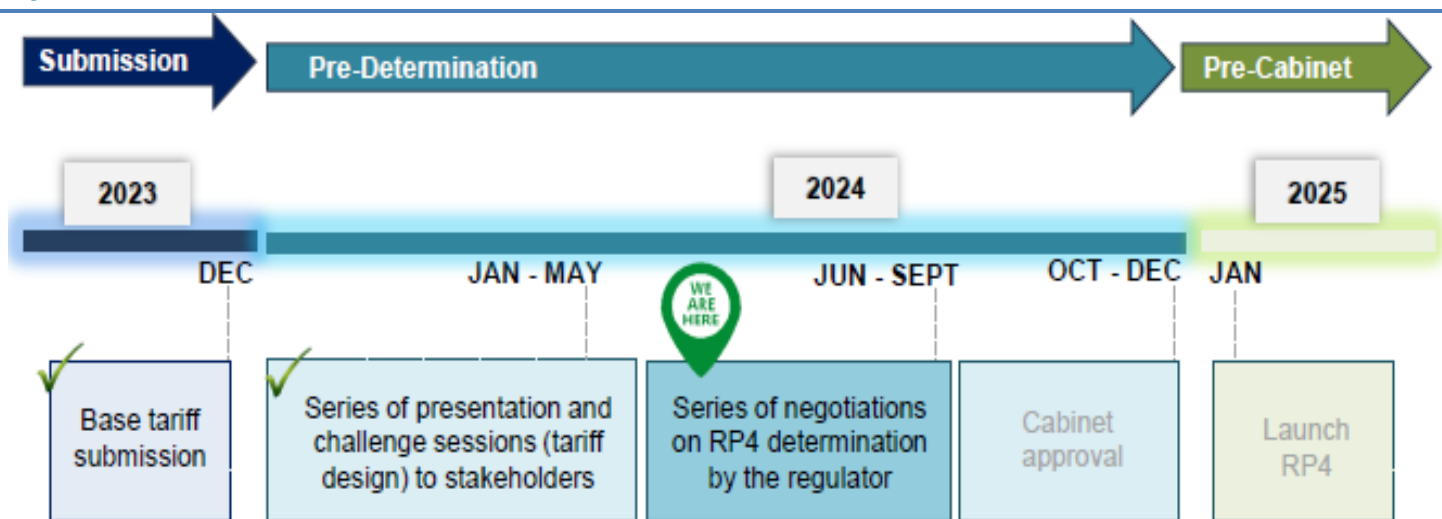 Submission
Pre-Determination
Pre-Cabinet
2023
2024
2025
DEC
JAN - MAY
JUN - SEPT
OCT - DEC
JAN
WE
ARE
HERE
Base tariff
submission
Series of presentation and
challenge sessions (tariff
design) to stakeholders
Series of negotiations
on RP4 determination
by the regulator
Cabinet
approval
Launch
RP4